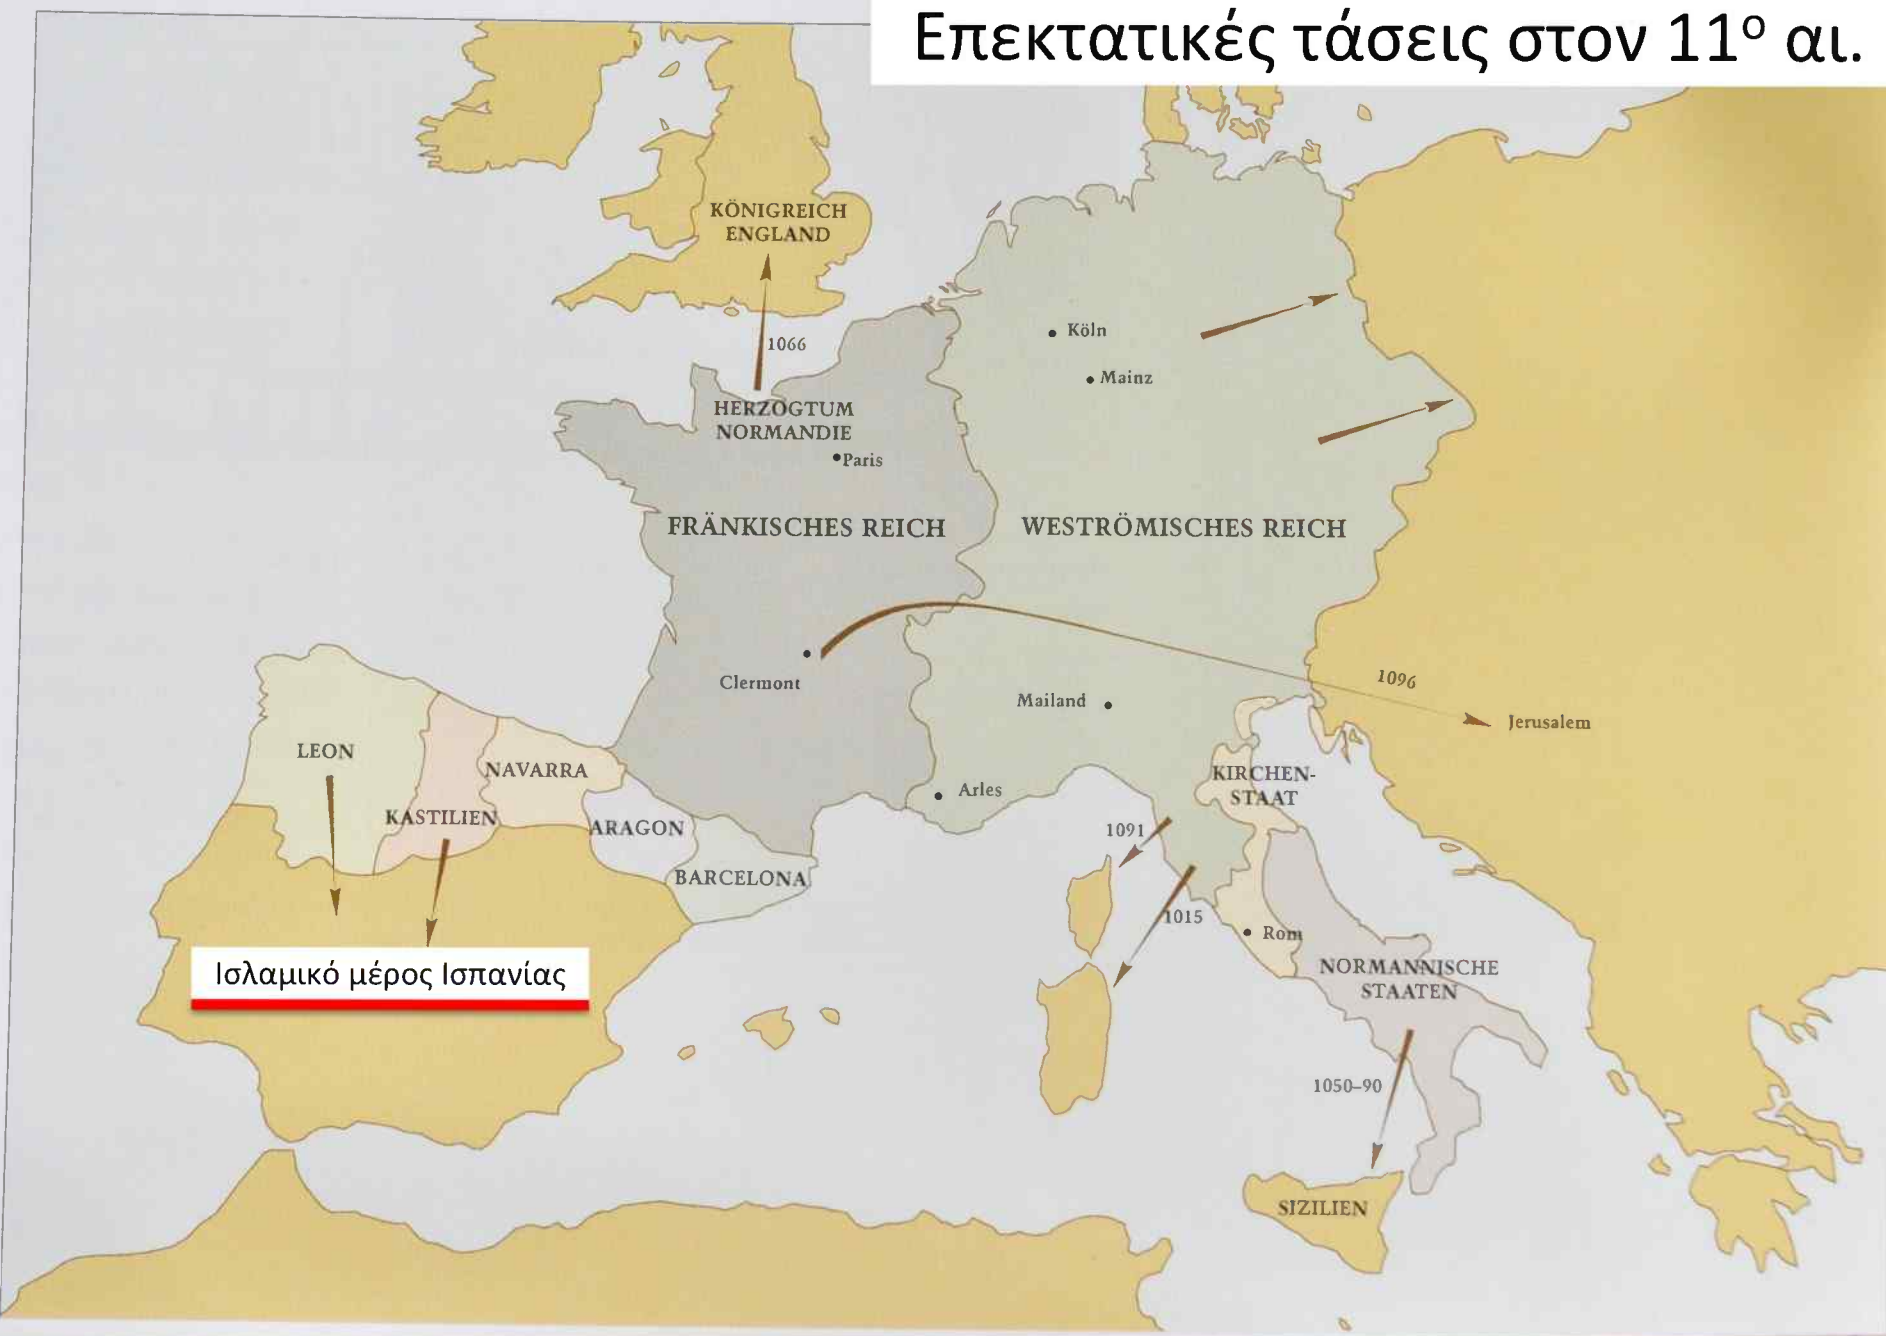 Επεκτατικές τάσεις στον 11ο αι.
KÖNIGREICH
ENGLAND
1066
Köln
Mainz
HERZOGTUM
NORMANDIE
Paris
FRÄNKISCHES REICH
WESTRÖMISCHES REICH
Clermont
1096
Jerusalem
Mailand
LEON
NAVARRA
KASTILIEN
ARAGON
BARCELONA
Arles
KIRCHEN-
STAAT
1091
1015
Rom
NORMANNISCHE
STAATEN
Ισλαμικό μέρος Ισπανίας
1050–90
SIZILIEN